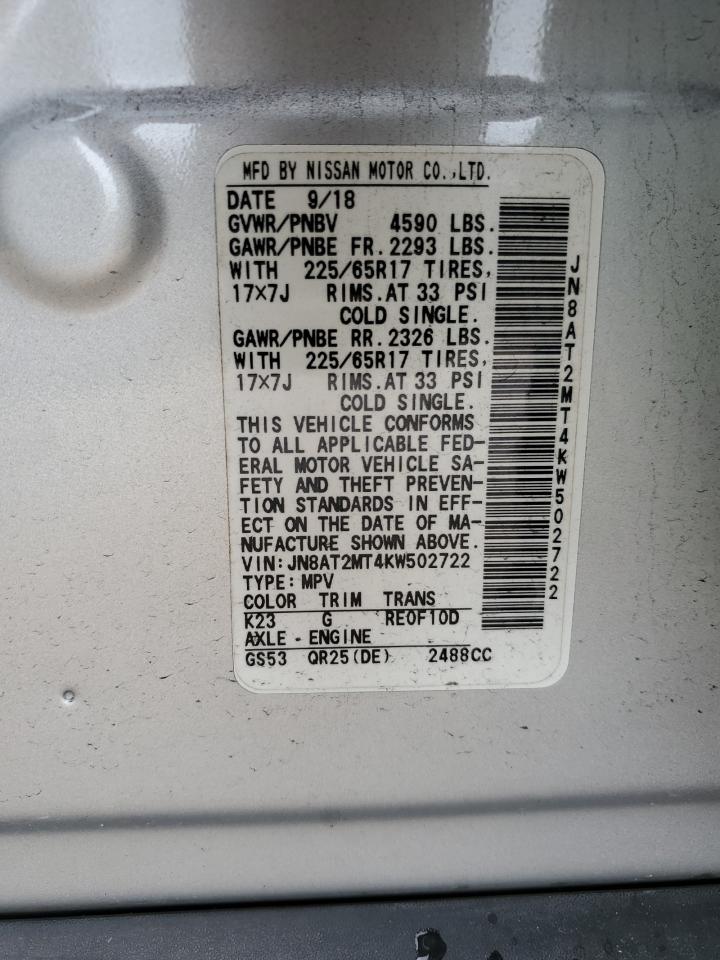 MFD BY NISSAN MOTOR CO.,LTD.
DATE 9/18
GVWR/PNBV 4590 LBS.
GAWR/PNBE FR. 2293 LBS.
WITH 225/65R17 TIRES,
17×7J RIMS.AT 33 PSI
COLD SINGLE.
GAWR/PNBE RR. 2326 LBS.
WITH 225/65R17 TIRES,
17×7J RIMS.AT 33 PSI
COLD SINGLE.
THIS VEHICLE CONFORMS
TO ALL APPLICABLE FED-
ERAL MOTOR VEHICLE SA-
FETY AND THEFT PREVEN-
TION STANDARDS IN EFF-
ECT ON THE DATE OF MA-
NUFACTURE SHOWN ABOVE.
VIN:JN8AT2MT4KW502722
TYPE:MPV
COLOR TRIM TRANS
K23 G RE0F10D
AXLE - ENGINE
GS53 QR25(DE) 2488CC
JN8AT2MT4KW502722